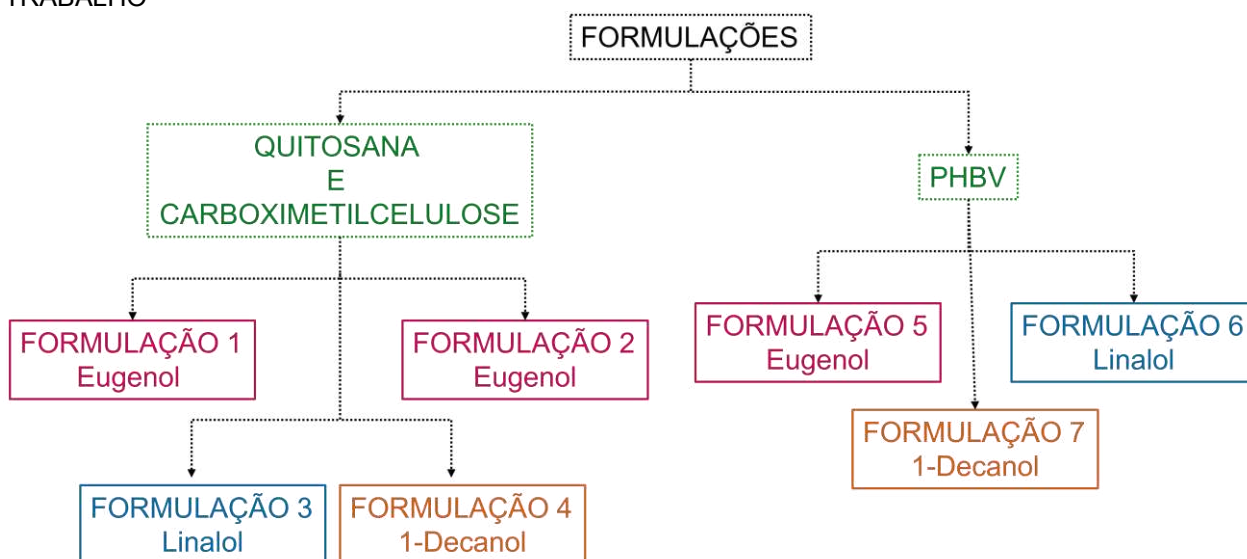 TRABALHO
FORMULAÇÕES
QUITOSANA
E
CARBOXIMETILCELULOSE
PHBV
FORMULAÇÃO 1
Eugenol
FORMULAÇÃO 2
Eugenol
FORMULAÇÃO 5
Eugenol
FORMULAÇÃO 6
Linalol
FORMULAÇÃO 7
1-Decanol
FORMULAÇÃO 3
Linalol
FORMULAÇÃO 4
1-Decanol